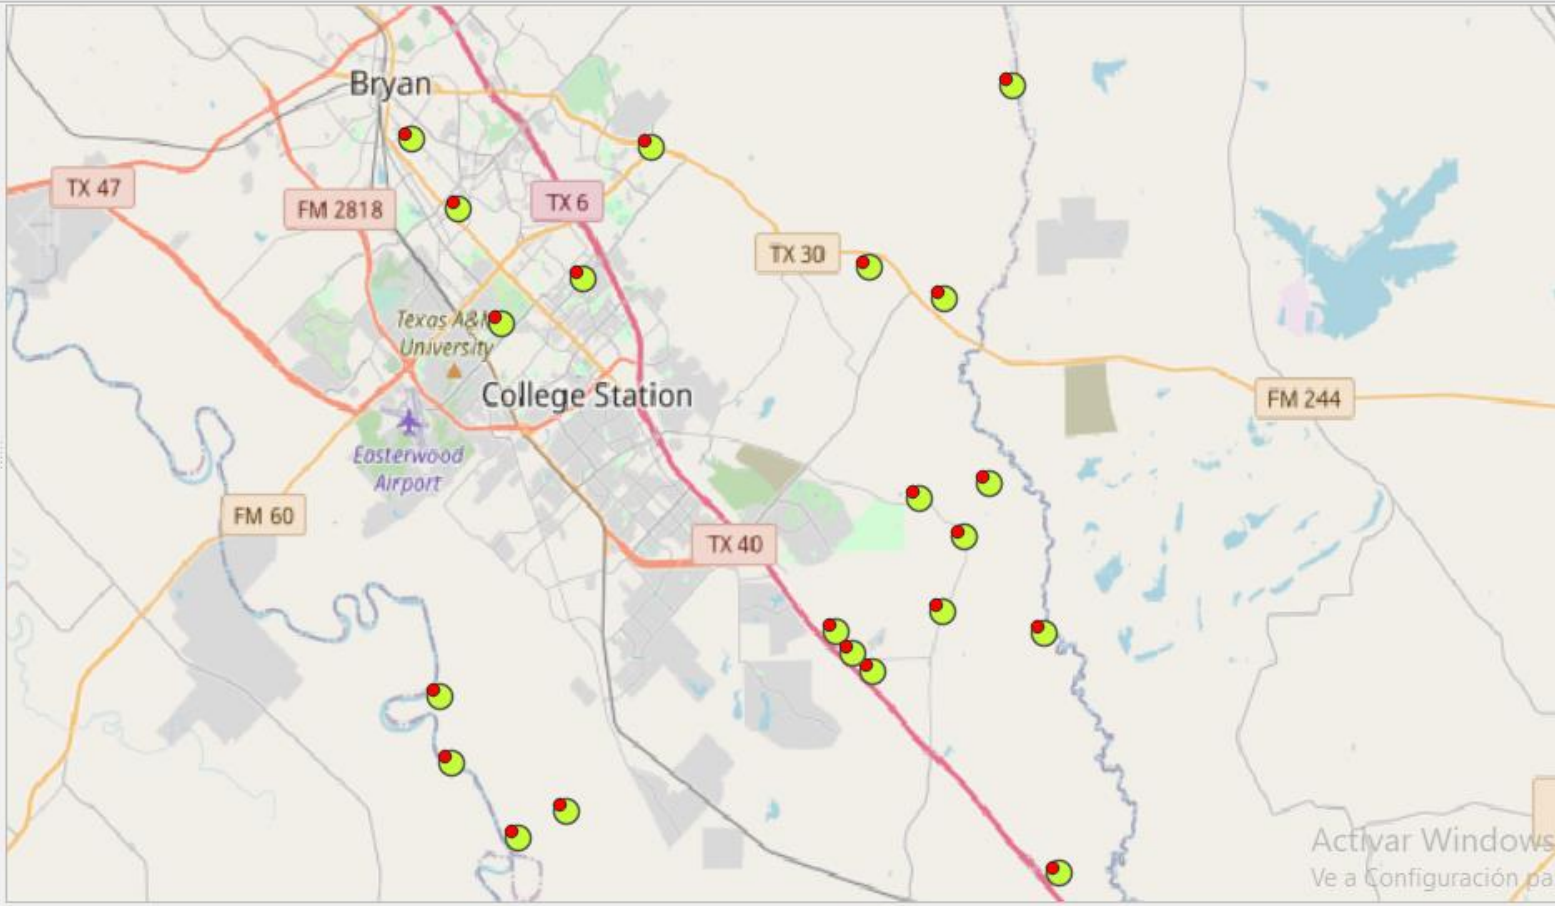 Bryan
TX 47
FM 2818
TX 6
TX 30
Texas A&M
University
College Station
FM 244
Easterwood
Airport
FM 60
TX 40
Activar Windows
Ve a Configuración pa